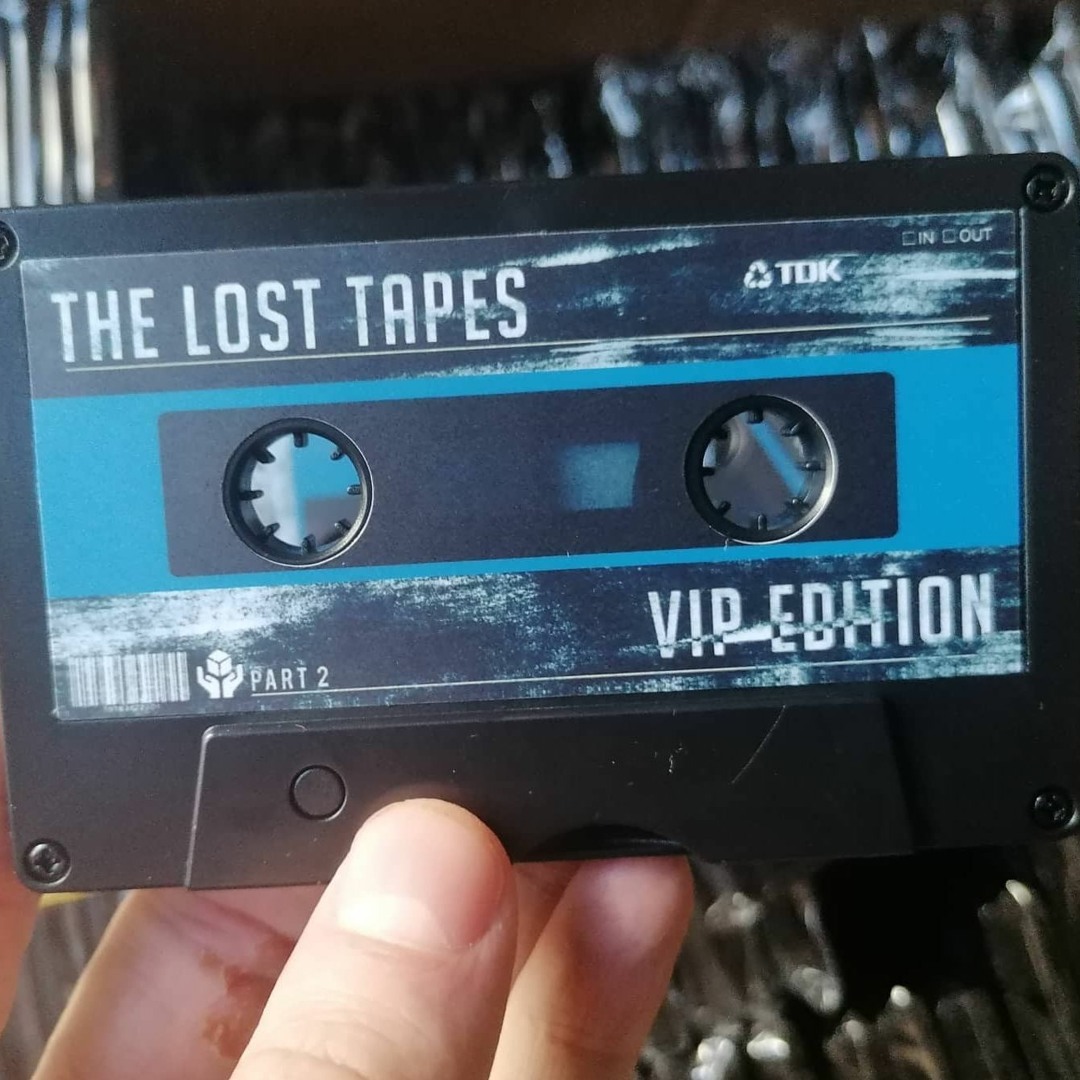 □IN □OUT
THE LOST TAPES
TDK
VIP EDITION
PART 2